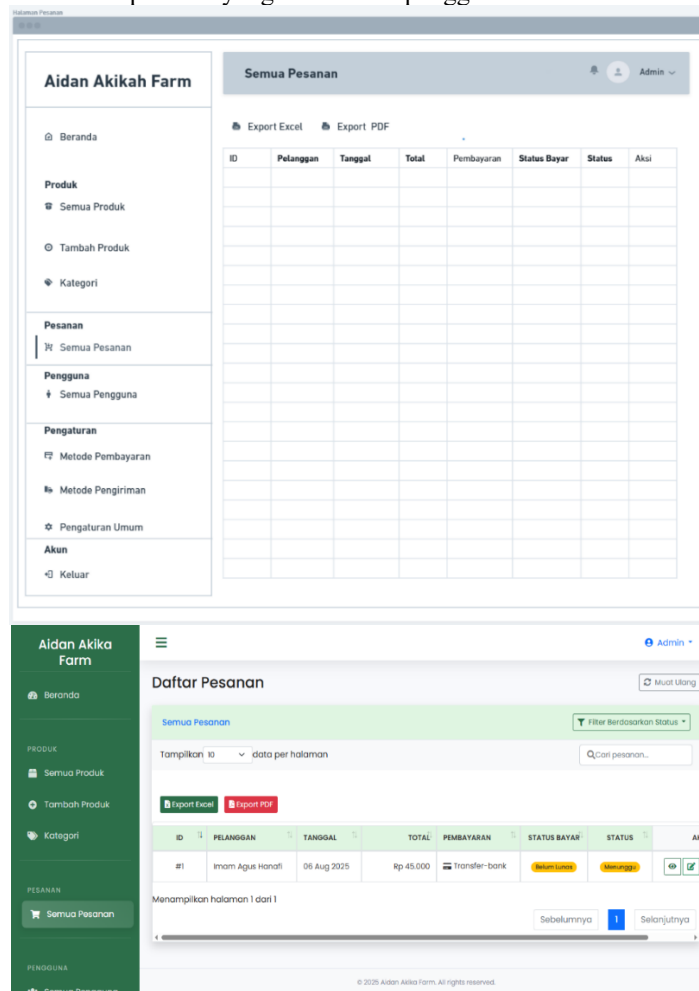 Halaman Pesanan
Aidan Akikah Farm
Semua Pesanan
Admin
Beranda
Export Excel
Export PDF
ID Pelanggan Tanggal Total Pembayaran Status Bayar Status Aksi
Produk
Semua Produk
Tambah Produk
Kategori
Pesanan
Semua Pesanan
Pengguna
Semua Pengguna
Pengaturan
Metode Pembayaran
Metode Pengiriman
Pengaturan Umum
Akun
Keluar
Aidan Akika
Farm
Admin
Beranda
Daftar Pesanan
Muat Ulang
Semua Pesanan
Filter Berdasarkan Status
PRODUK
Tampilkan 10 data per halaman
Cari pesanan...
Semua Produk
Tambah Produk
Export Excel
Export PDF
Kategori
ID PELANGGAN TANGGAL TOTAL PEMBAYARAN STATUS BAYAR STATUS
#1 Imam Agus Hanafi 06 Aug 2025 Rp 45.000 Transfer-bank Belum Lunas Menunggu
PESANAN
Menampilkan halaman 1 dari 1
Semua Pesanan
Sebelumnya 1 Selanjutnya
PENGGUNA
© 2025 Aidan Akika Farm. All rights reserved.
Semua Pengguna